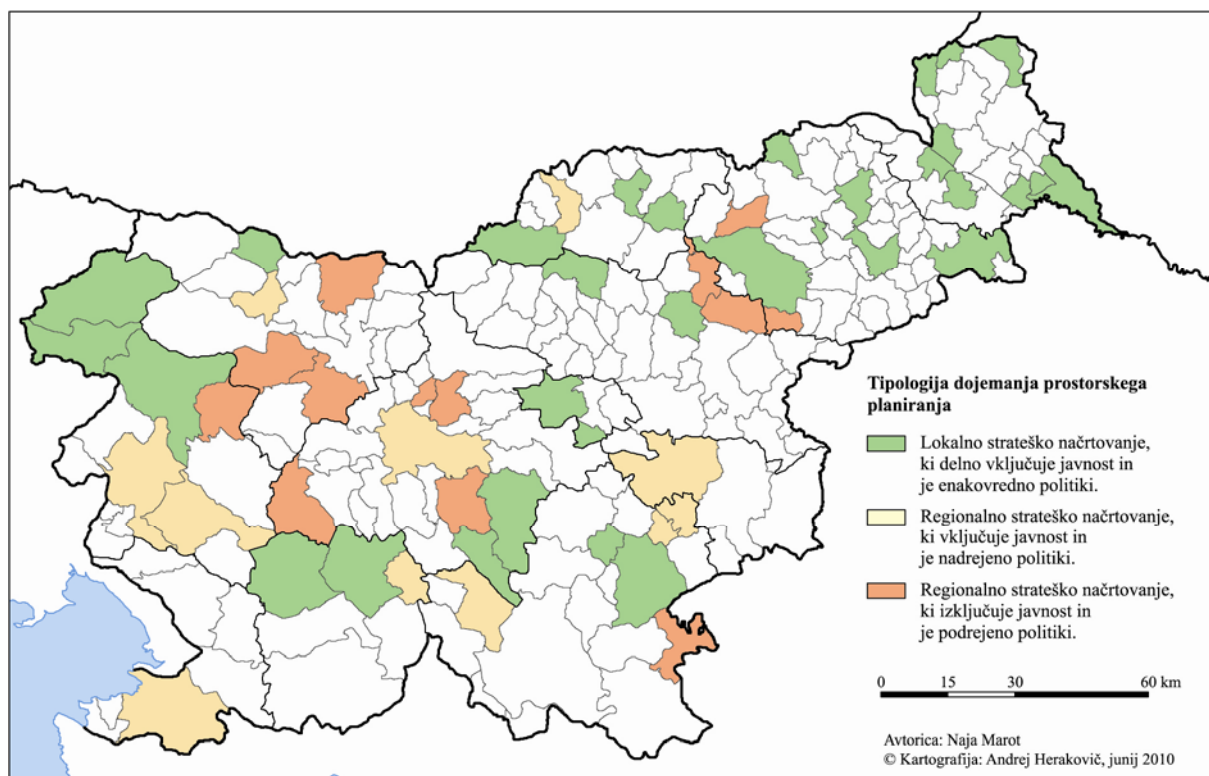 Tipologija dojemanja prostorskega
planiranja
Lokalno strateško načrtovanje,
ki delno vključuje javnost in
je enakovredno politiki.
Regionalno strateško načrtovanje,
ki vključuje javnost in
je nadrejeno politiki.
Regionalno strateško načrtovanje,
ki izključuje javnost in
je podrejeno politiki.
0 15 30 60 km
Avtorica: Naja Marot
© Kartografija: Andrej Herakovič, junij 2010